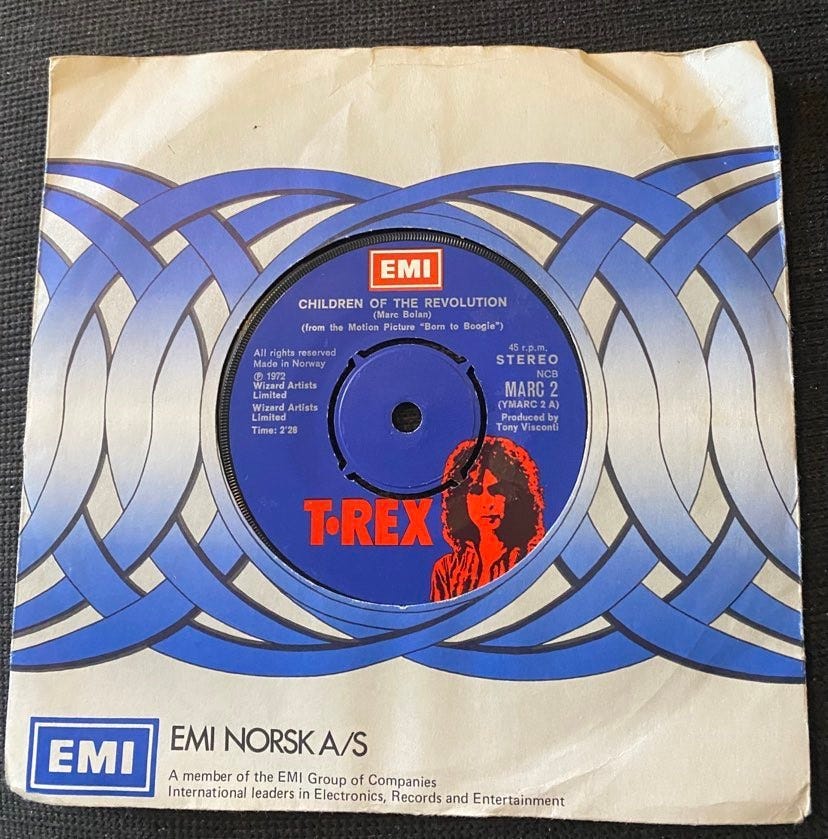 EMI
CHILDREN OF THE REVOLUTION
(Marc Bolan)
(from the Motion Picture "Born to Boogie")
All rights reserved
Made in Norway
℗ 1972
Wizard Artists
Limited
Wizard Artists
Limited
Time: 2'28
45 r.p.m.
STEREO
NCB
MARC 2
(YMARC 2 A)
Produced by
Tony Visconti
T•REX
EMI
EMI NORSK A/S
A member of the EMI Group of Companies
International leaders in Electronics, Records and Entertainment